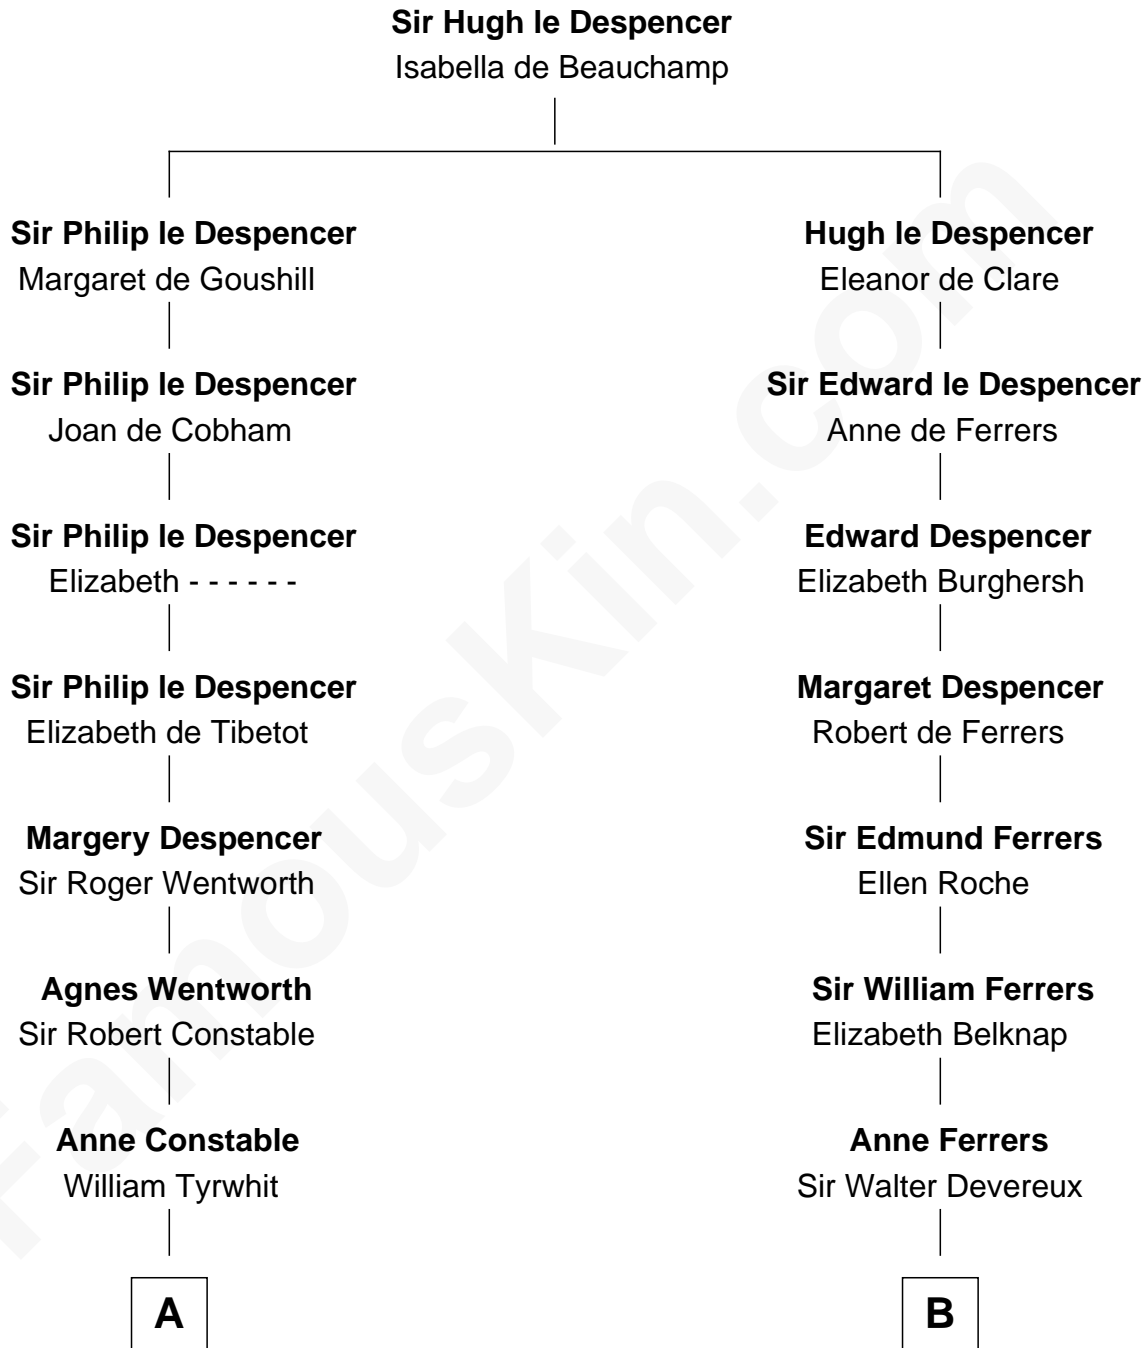 Sir Hugh le Despencer
Isabella de Beauchamp
Sir Philip le Despencer
Margaret de Goushill
Sir Philip le Despencer
Joan de Cobham
Sir Philip le Despencer
Elizabeth - - - - - -
Sir Philip le Despencer
Elizabeth de Tibetot
Margery Despencer
Sir Roger Wentworth
Agnes Wentworth
Sir Robert Constable
Anne Constable
William Tyrwhit
A
Hugh le Despencer
Eleanor de Clare
Sir Edward le Despencer
Anne de Ferrers
Edward Despencer
Elizabeth Burghersh
Margaret Despencer
Robert de Ferrers
Sir Edmund Ferrers
Ellen Roche
Sir William Ferrers
Elizabeth Belknap
Anne Ferrers
Sir Walter Devereux
B
FamousKin.com